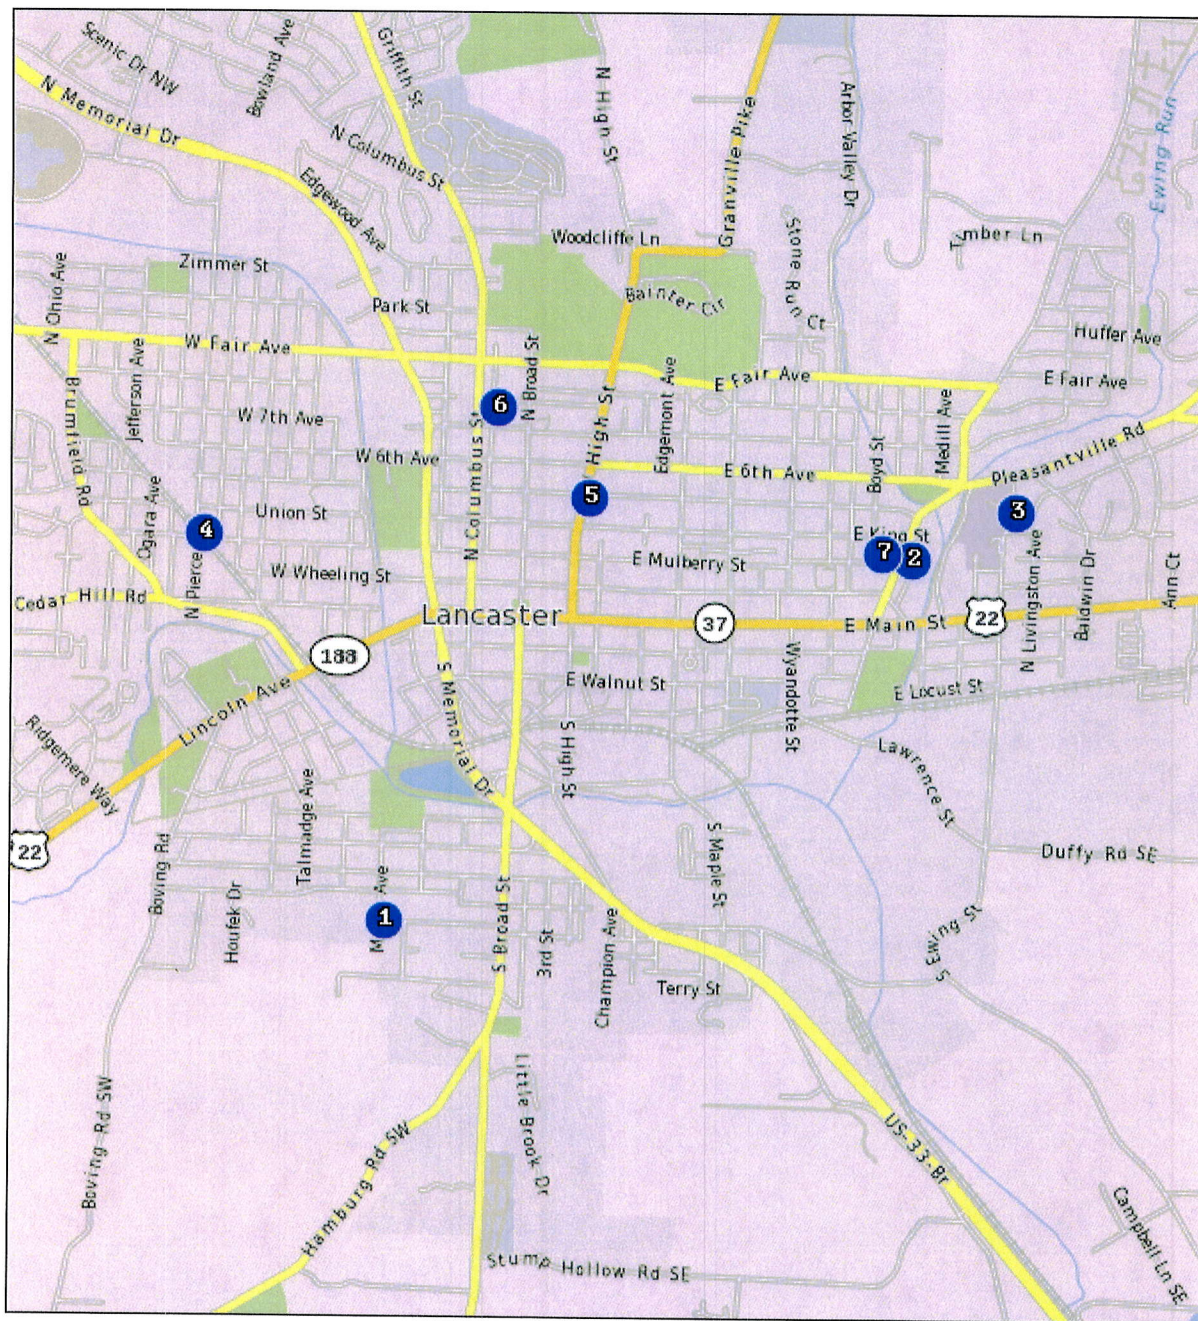 Scenic Dr NW
Bowland Ave
Griffith St
N High St
Granville Pike
Arbor Valley Dr
Ewing Run
N Memorial Dr
N Columbus St
Edgewood Ave
Woodcliffe Ln
Stone Run Ct
Timber Ln
N Ohio Ave
Zimmer St
Park St
Bainter Cir
Huffer Ave
W Fair Ave
N Broad St
E Fair Ave
E Fair Ave
Jefferson Ave
Brumfield Rd
W 7th Ave
6
High St
Edgemont Ave
Medill Ave
Pleasantville Rd
W 6th Ave
N Columbus St
E 6th Ave
Boyd St
Ogara Ave
4
Union St
5
3
E King St
7
2
N Pierce
W Wheeling St
E Mulberry St
N Livingston Ave
Baldwin Dr
Ann Ct
Cedar Hill Rd
Lancaster
37
E Main St
22
188
S Memorial Dr
E Walnut St
Wyandotte St
E Locust St
Lincoln Ave
Ridgemere Way
S High St
Lawrence St
22
Talmadge Ave
S Maple St
Duffy Rd SE
Boving Rd
Houfek Dr
Ave
1
M
S Broad St
3rd St
Champion Ave
S Ewing St
Terry St
Little Brook Dr
Boving Rd SW
Hamburg Rd SW
US-33-Br
Campbell Ln SE
Stump Hollow Rd SE